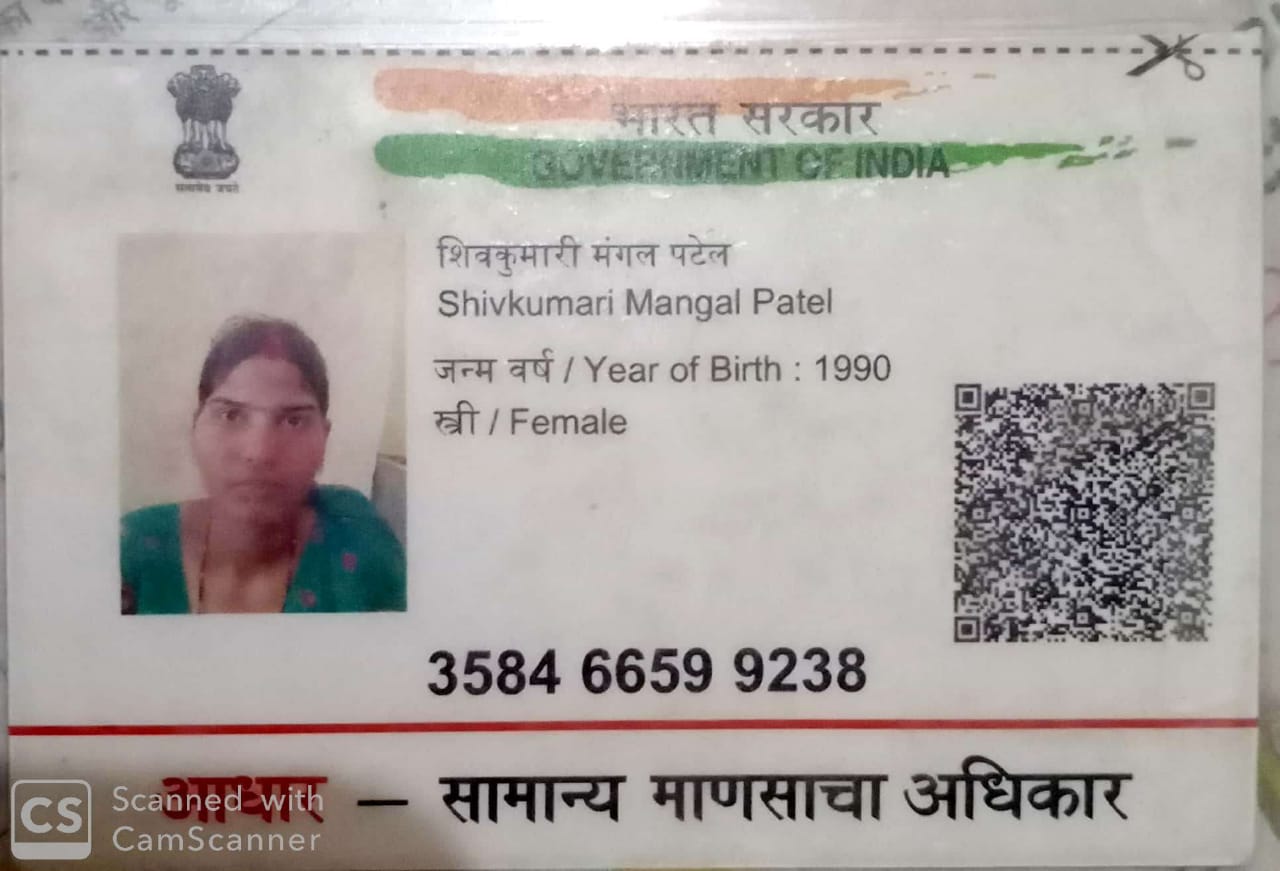 सत्यमेव जयते
भारत सरकार
GOVERNMENT OF INDIA
शिवकुमारी मंगल पटेल
Shivkumari Mangal Patel
जन्म वर्ष / Year of Birth : 1990
स्त्री / Female
3584 6659 9238
आधार — सामान्य माणसाचा अधिकार
CS Scanned with
CamScanner